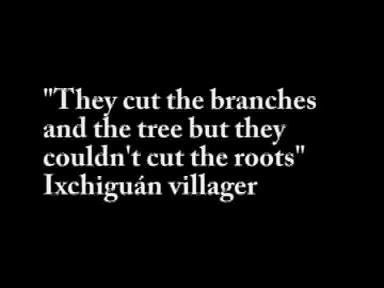 "They cut the branches
and the tree but they
couldn't cut the roots"
Ixchiguán villager